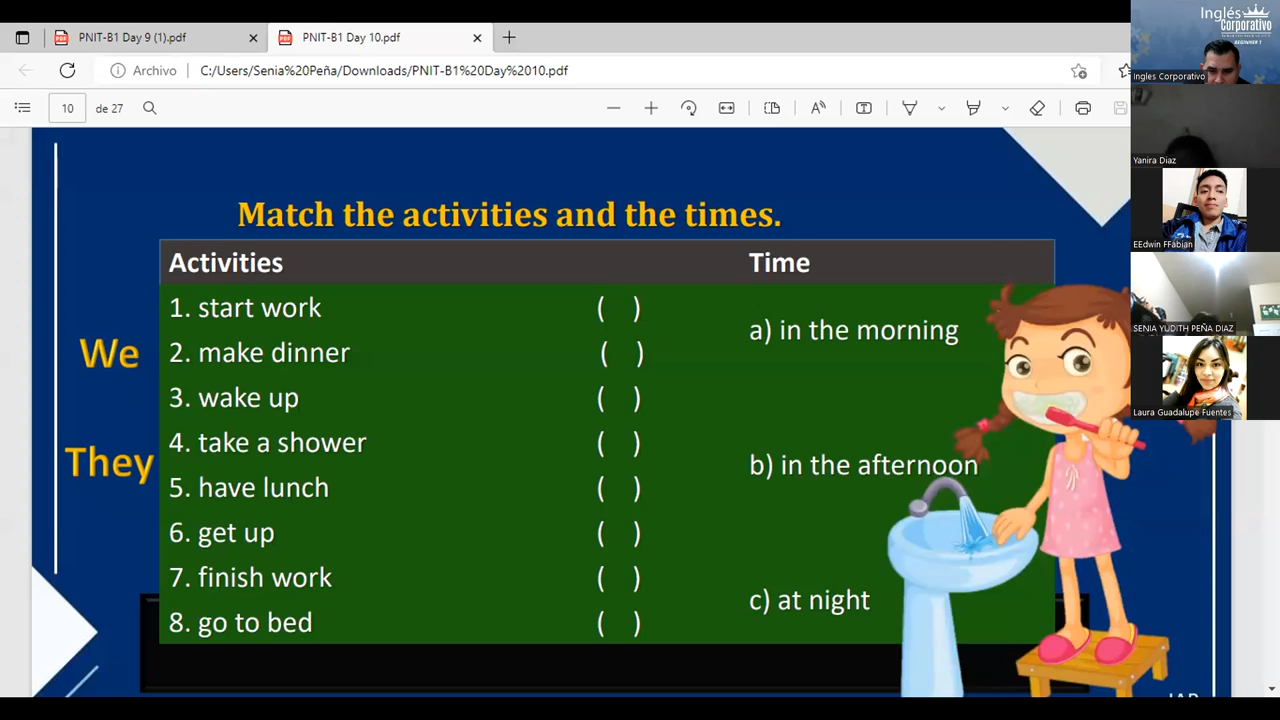 PNIT-B1 Day 9 (1).pdf
PNIT-B1 Day 10.pdf
Archivo
C:/Users/Senia%20Peña/Downloads/PNIT-B1%20Day%2010.pdf
10 de 27
Match the activities and the times.
Activities Time
We
They
1. start work ( )
2. make dinner ( )
3. wake up ( )
4. take a shower ( )
5. have lunch ( )
6. get up ( )
7. finish work ( )
8. go to bed ( )
a) in the morning
b) in the afternoon
c) at night
Inglés
Corporativo
BEGINNER 1
Ingles Corporativo
Yanira Diaz
EEdwin FFabian
SENIA YUDITH PEÑA DIAZ
Laura Guadalupe Fuentes